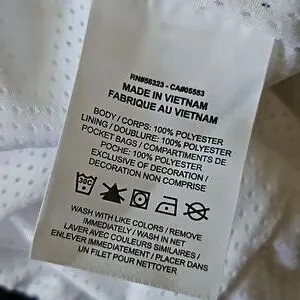 RN#56323 - CA#05553
MADE IN VIETNAM
FABRIQUE AU VIETNAM
BODY / CORPS: 100% POLYESTER
LINING / DOUBLURE: 100% POLYESTER
POCKET BAGS / COMPARTIMENTS DE
POCHE: 100% POLYESTER
EXCLUSIVE OF DECORATION /
DECORATION NON COMPRISE
30C
WASH WITH LIKE COLORS / REMOVE
IMMEDIATELY / WASH IN NET
LAVER AVEC COULEURS SIMILAIRES /
ENLEVER IMMEDIATEMENT / PLACER DANS
UN FILET POUR NETTOYER